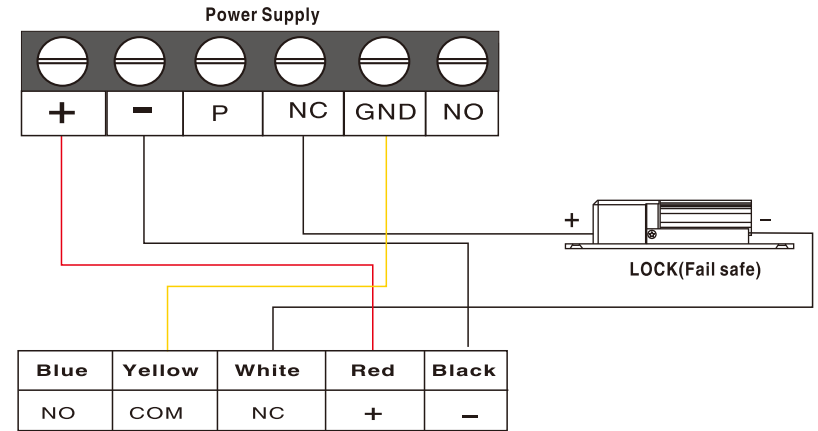 Power Supply
+ - P NC GND NO
+ -
LOCK(Fail safe)
Blue Yellow White Red Black
NO COM NC + -